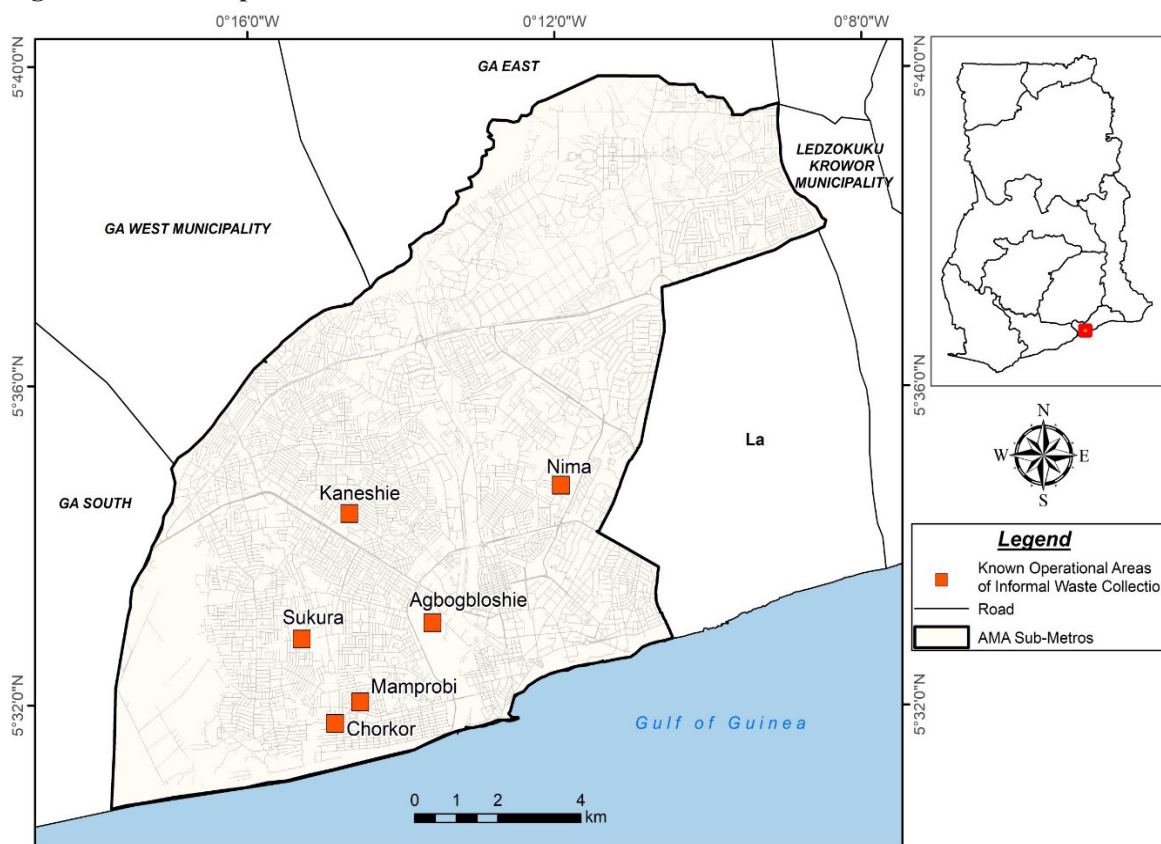 0°16'0"W
0°12'0"W
0°8'0"W
5°40'0"N
5°40'0"N
GA EAST
LEDZOKUKU
KROWOR
MUNICIPALITY
GA WEST MUNICIPALITY
5°36'0"N
5°36'0"N
La
N
W
E
S
Nima
Kaneshie
GA SOUTH
Agbogbloshie
Sukura
Mamprobi
Chorkor
5°32'0"N
5°32'0"N
Gulf of Guinea
0 1 2 4
km
Legend
Known Operational Areas
of Informal Waste Collectio
Road
AMA Sub-Metros